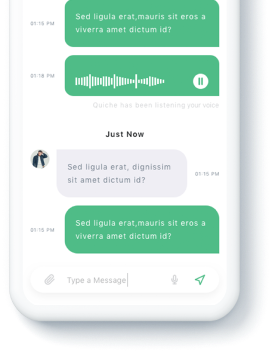 Sed ligula erat,mauris sit eros a
01:15 PM
viverra amet dictum id?
01:18 PM
Quiche has been listening your voice
Just Now
Sed ligula erat, dignissim
01:15 PM
sit amet dictum id?
Sed ligula erat,mauris sit eros a
01:15 PM
viverra amet dictum id?
Type a Message